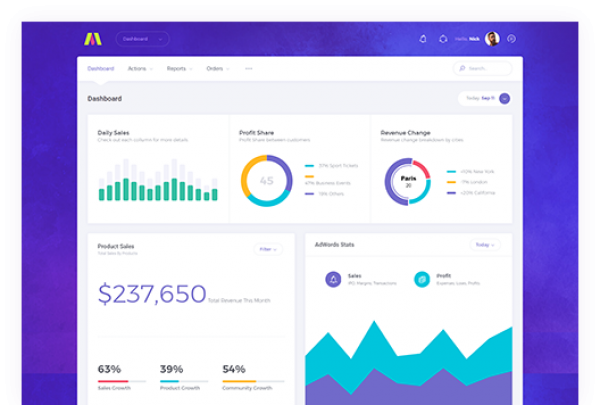 Dashboard
Hello, Nick
Dashboard
Actions
Reports
Orders
Search...
Dashboard
Today: Sep 11
Daily Sales
Check out each column for more details
Profit Share
Profit Share between customers
Revenue Change
Revenue change breakdown by cities
45
37% Sport Tickets
47% Business Events
19% Others
Paris
20
+10% New York
-7% London
+20% California
Product Sales
Total Sales By Products
Filter
$237,650
Total Revenue This Month
63%
39%
54%
Sales Growth
Product Growth
Community Growth
AdWords Stats
Today
Sales
IPO, Margins, Transactions
Profit
Expenses, Loses, Profits